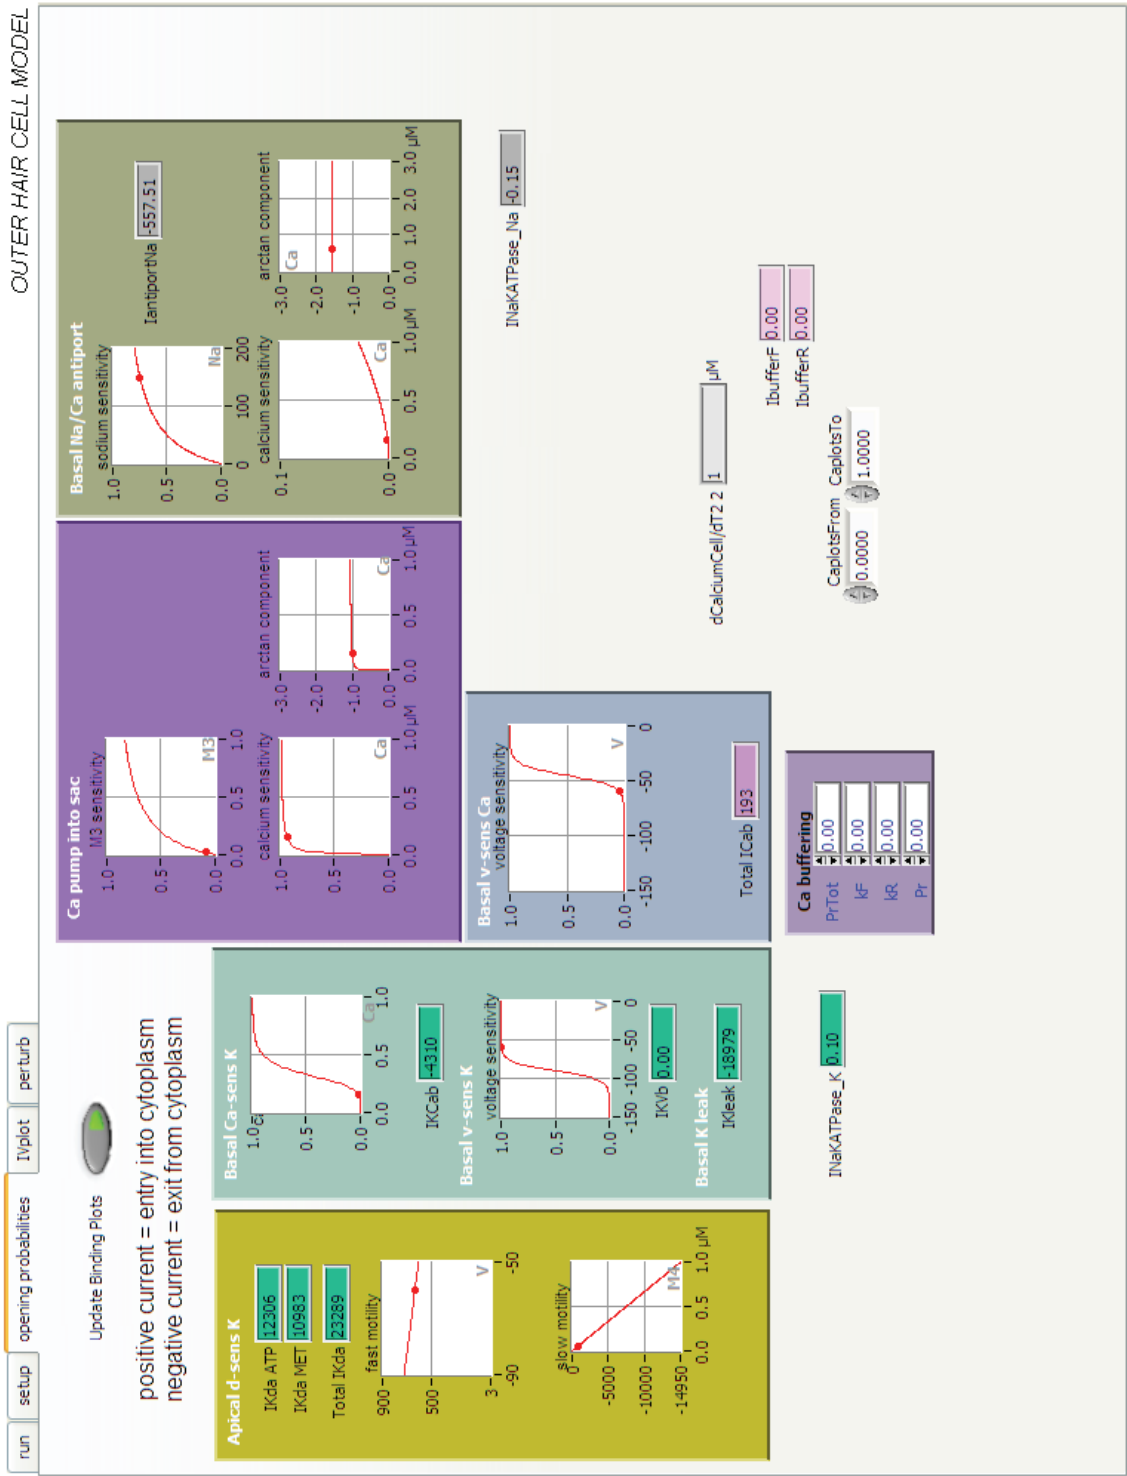 OUTER HAIR CELL MODEL
run
setup
opening probabilities
IVplot
perturb
Update Binding Plots
positive current = entry into cytoplasm
negative current = exit from cytoplasm
Apical d-sens K
IKda ATP 12306
IKda MET 10983
Total IKda 23289
fast motility
900
500
3
-90
-50
V
slow motility
0
-5000
-10000
-14950
0.0
0.5
1.0 µM
M4
Basal Ca-sens K
1.0
0.5
0.0
0.0
0.5
1.0
Ca
IKCab -4310
Basal v-sens K
voltage sensitivity
1.0
0.5
0.0
-150
-100
-50
0
V
IKVb 0.00
Basal K leak
IKleak -18979
INaKATPase_K 0.10
Ca pump into sac
M3 sensitivity
1.0
0.5
0.0
0.0
0.5
1.0
M3
calcium sensitivity
1.0
0.5
0.0
0.0
0.5
1.0 µM
Ca
arctan component
-3.0
-2.0
-1.0
0.0
0.0
0.5
1.0 µM
Ca
Basal v-sens Ca
voltage sensitivity
1.0
0.5
0.0
-150
-100
-50
0
V
Total ICab 193
Ca buffering
PrTot 0.00
kF 0.00
kR 0.00
Pr 0.00
Basal Na/Ca antiport
sodium sensitivity
1.0
0.5
0.0
0
100
200
Na
IantiportNa -557.51
calcium sensitivity
0.1
0.0
0.0
0.5
1.0 µM
Ca
arctan component
-3.0
-2.0
-1.0
0.0
0.0
1.0
2.0
3.0 µM
Ca
INaKATPase_Na -0.15
dCalciumCell/dT2 2 1 µM
IbufferF 0.00
IbufferR 0.00
CaplotsFrom CaplotsTo
0.0000 1.0000